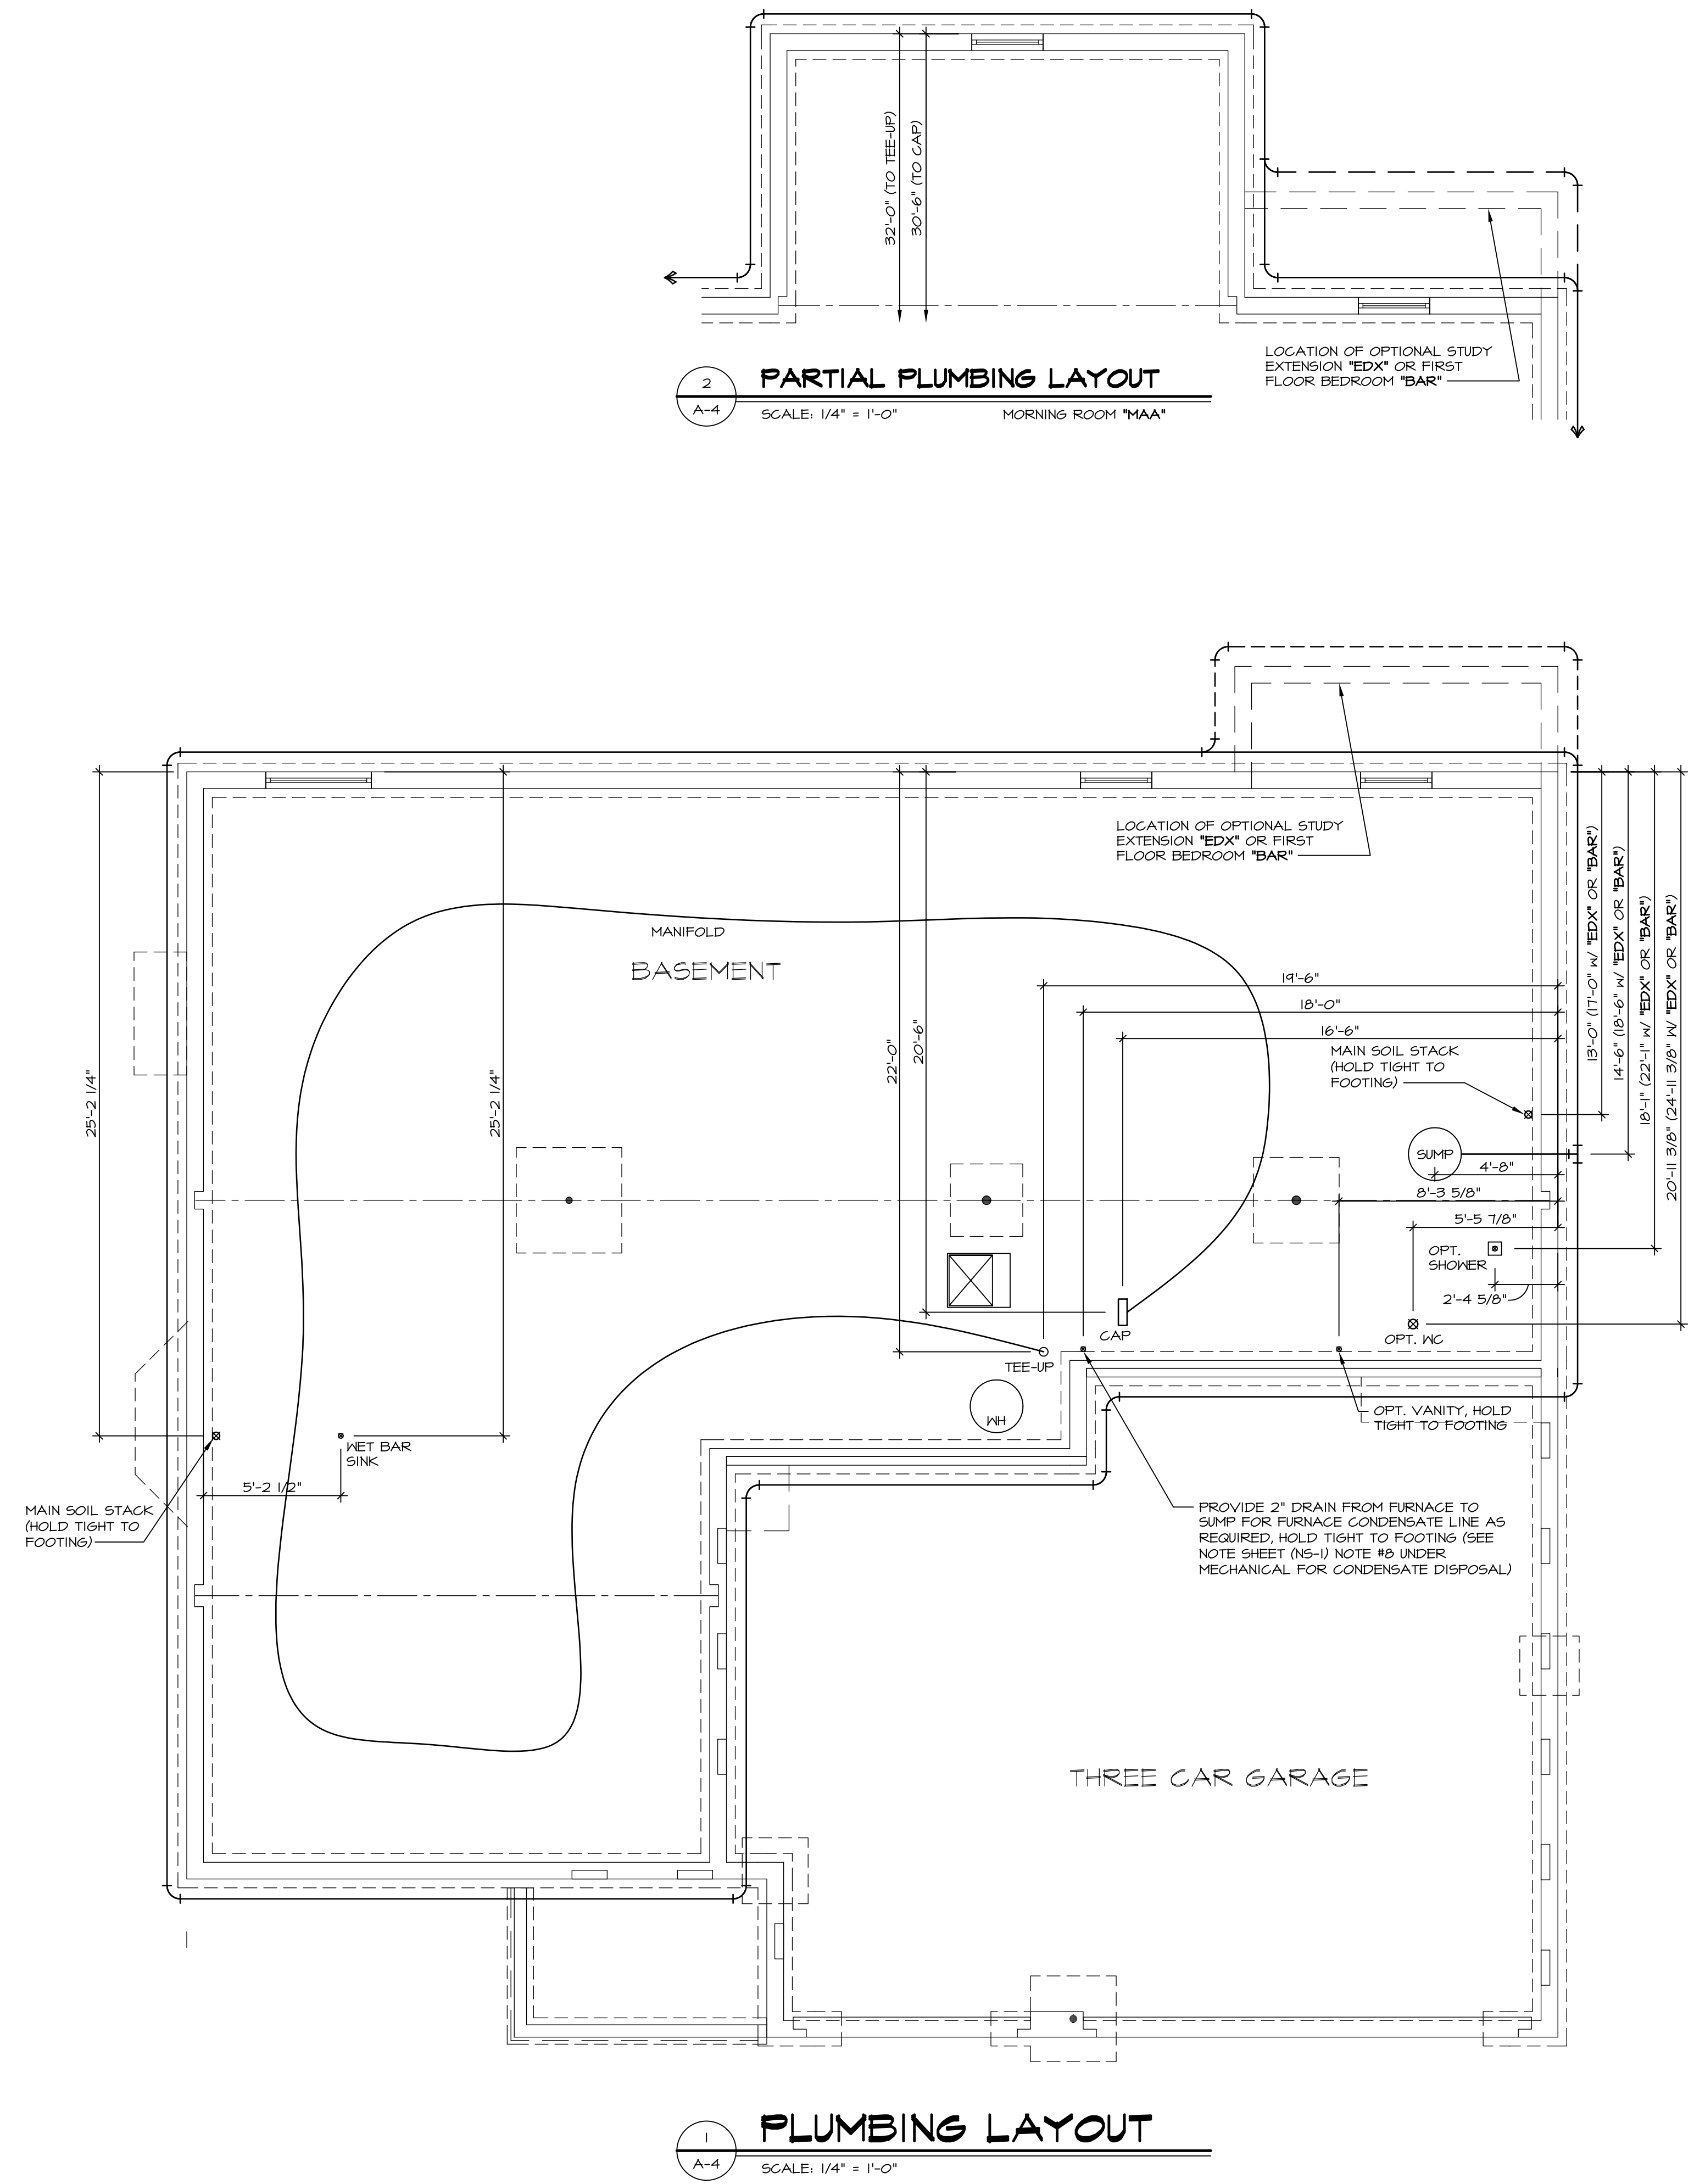 32'-0" (TO TEE-UP)
30'-6" (TO CAP)
LOCATION OF OPTIONAL STUDY
EXTENSION "EDX" OR FIRST
FLOOR BEDROOM "BAR"
2
A-4
PARTIAL PLUMBING LAYOUT
SCALE: 1/4" = 1'-0"
MORNING ROOM "MAA"
LOCATION OF OPTIONAL STUDY
EXTENSION "EDX" OR FIRST
FLOOR BEDROOM "BAR"
MANIFOLD
BASEMENT
25'-2 1/4"
25'-2 1/4"
22'-0"
20'-6"
19'-6"
18'-0"
16'-6"
MAIN SOIL STACK
(HOLD TIGHT TO
FOOTING)
13'-0" (17'-0" W/ "EDX" OR "BAR")
14'-6" (18'-6" W/ "EDX" OR "BAR")
18'-1" (22'-1" W/ "EDX" OR "BAR")
20'-11 3/8" (24'-11 3/8" W/ "EDX" OR "BAR")
SUMP
4'-8"
8'-3 5/8"
5'-5 7/8"
OPT.
SHOWER
2'-4 5/8"
OPT. WC
CAP
TEE-UP
WH
OPT. VANITY, HOLD
TIGHT TO FOOTING
WET BAR
SINK
5'-2 1/2"
MAIN SOIL STACK
(HOLD TIGHT TO
FOOTING)
PROVIDE 2" DRAIN FROM FURNACE TO
SUMP FOR FURNACE CONDENSATE LINE AS
REQUIRED, HOLD TIGHT TO FOOTING (SEE
NOTE SHEET (NS-1) NOTE #8 UNDER
MECHANICAL FOR CONDENSATE DISPOSAL)
THREE CAR GARAGE
1
A-4
PLUMBING LAYOUT
SCALE: 1/4" = 1'-0"